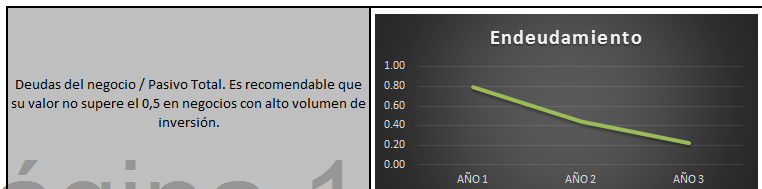 Deudas del negocio / Pasivo Total. Es recomendable que
su valor no supere el 0,5 en negocios con alto volumen de
inversión.
Endeudamiento
1.00
0.80
0.60
0.40
0.20
0.00
AÑO 1
AÑO 2
AÑO 3